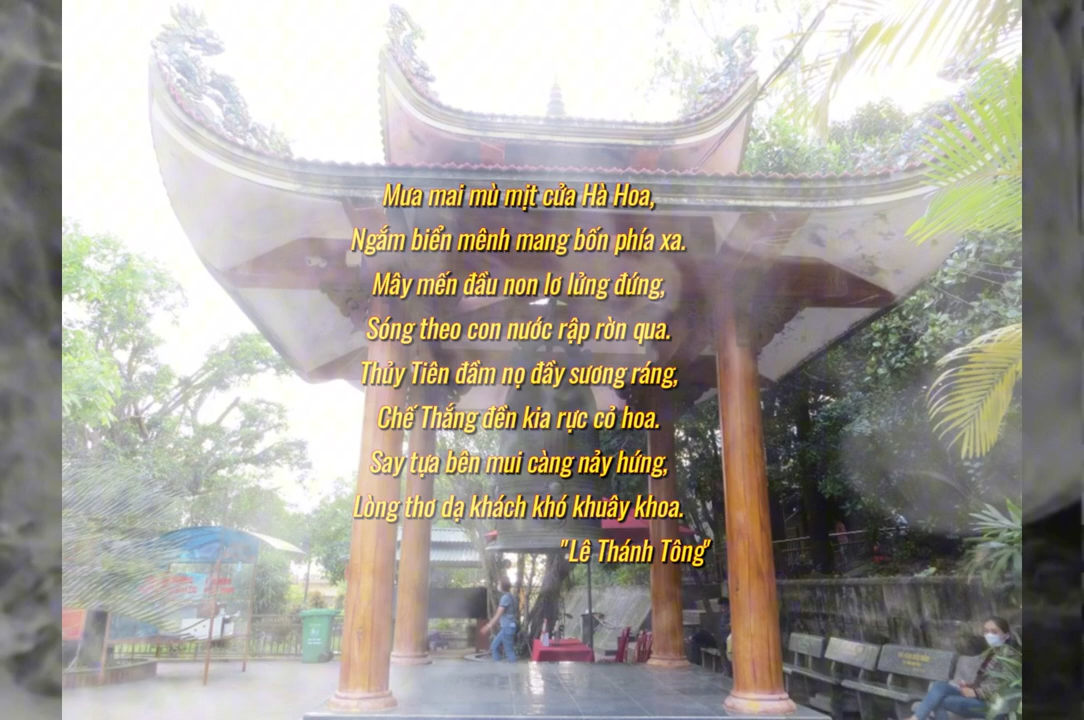 Mưa mai mù mịt cửa Hà Hoa,
Ngắm biển mênh mang bốn phía xa.
Mây mến đầu non lơ lửng đứng,
Sóng theo con nước rập rờn qua.
Thủy Tiên đầm nọ đầy sương ráng,
Chế Thắng đền kia rực cỏ hoa.
Say tựa bên mui càng nảy hứng,
Lòng thơ dạ khách khó khuây khoa.
"Lê Thánh Tông"